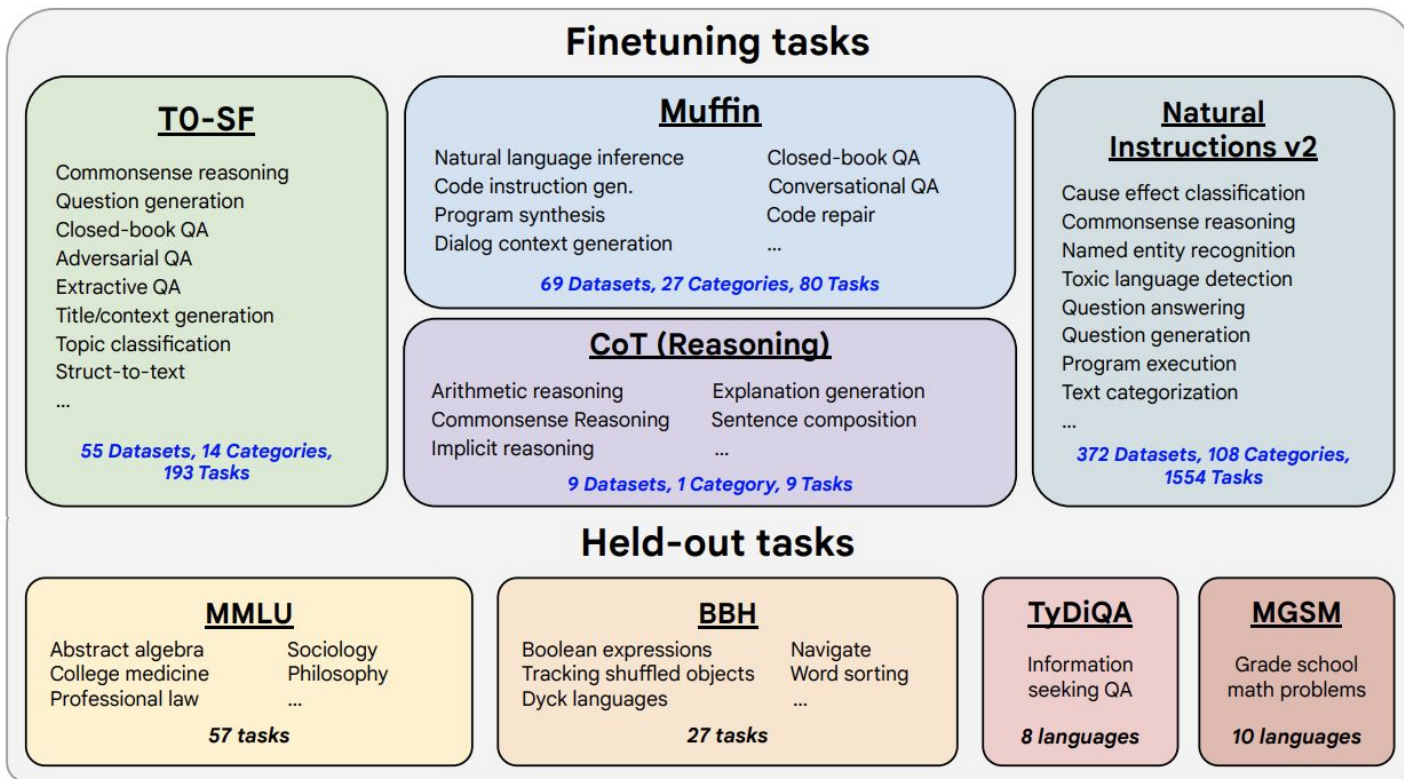 Finetuning tasks
T0-SF
Commonsense reasoning
Question generation
Closed-book QA
Adversarial QA
Extractive QA
Title/context generation
Topic classification
Struct-to-text
...
55 Datasets, 14 Categories,
193 Tasks
Muffin
Natural language inference
Code instruction gen.
Program synthesis
Dialog context generation
Closed-book QA
Conversational QA
Code repair
...
69 Datasets, 27 Categories, 80 Tasks
CoT (Reasoning)
Arithmetic reasoning
Commonsense Reasoning
Implicit reasoning
Explanation generation
Sentence composition
...
9 Datasets, 1 Category, 9 Tasks
Natural
Instructions v2
Cause effect classification
Commonsense reasoning
Named entity recognition
Toxic language detection
Question answering
Question generation
Program execution
Text categorization
...
372 Datasets, 108 Categories,
1554 Tasks
Held-out tasks
MMLU
Abstract algebra
College medicine
Professional law
Sociology
Philosophy
...
57 tasks
BBH
Boolean expressions
Tracking shuffled objects
Dyck languages
Navigate
Word sorting
...
27 tasks
TyDiQA
Information
seeking QA
8 languages
MGSM
Grade school
math problems
10 languages